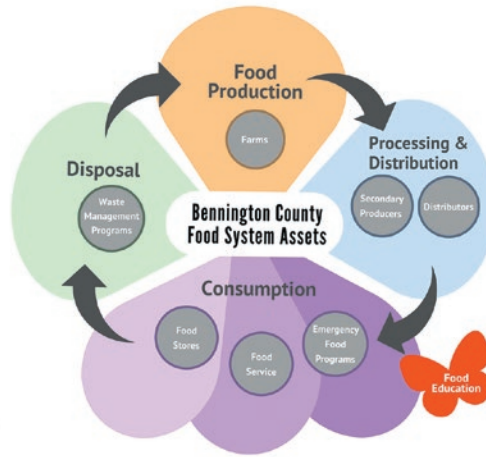 Food
Production
Farms
Processing &
Distribution
Secondary
Producers
Distributors
Disposal
Waste
Management
Programs
Bennington County
Food System Assets
Consumption
Food
Stores
Food
Service
Emergency
Food
Programs
Food
Education